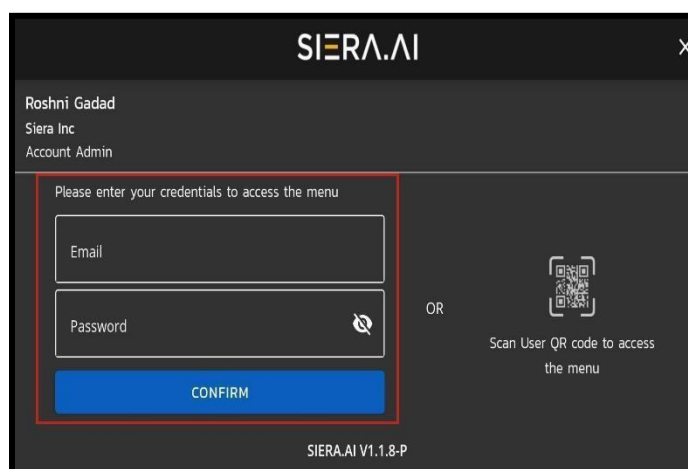 SIERA.AI
Roshni Gadad
Siera Inc
Account Admin
Please enter your credentials to access the menu
Email
Password
CONFIRM
OR
Scan User QR code to access
the menu
SIERA.AI V1.1.8-P